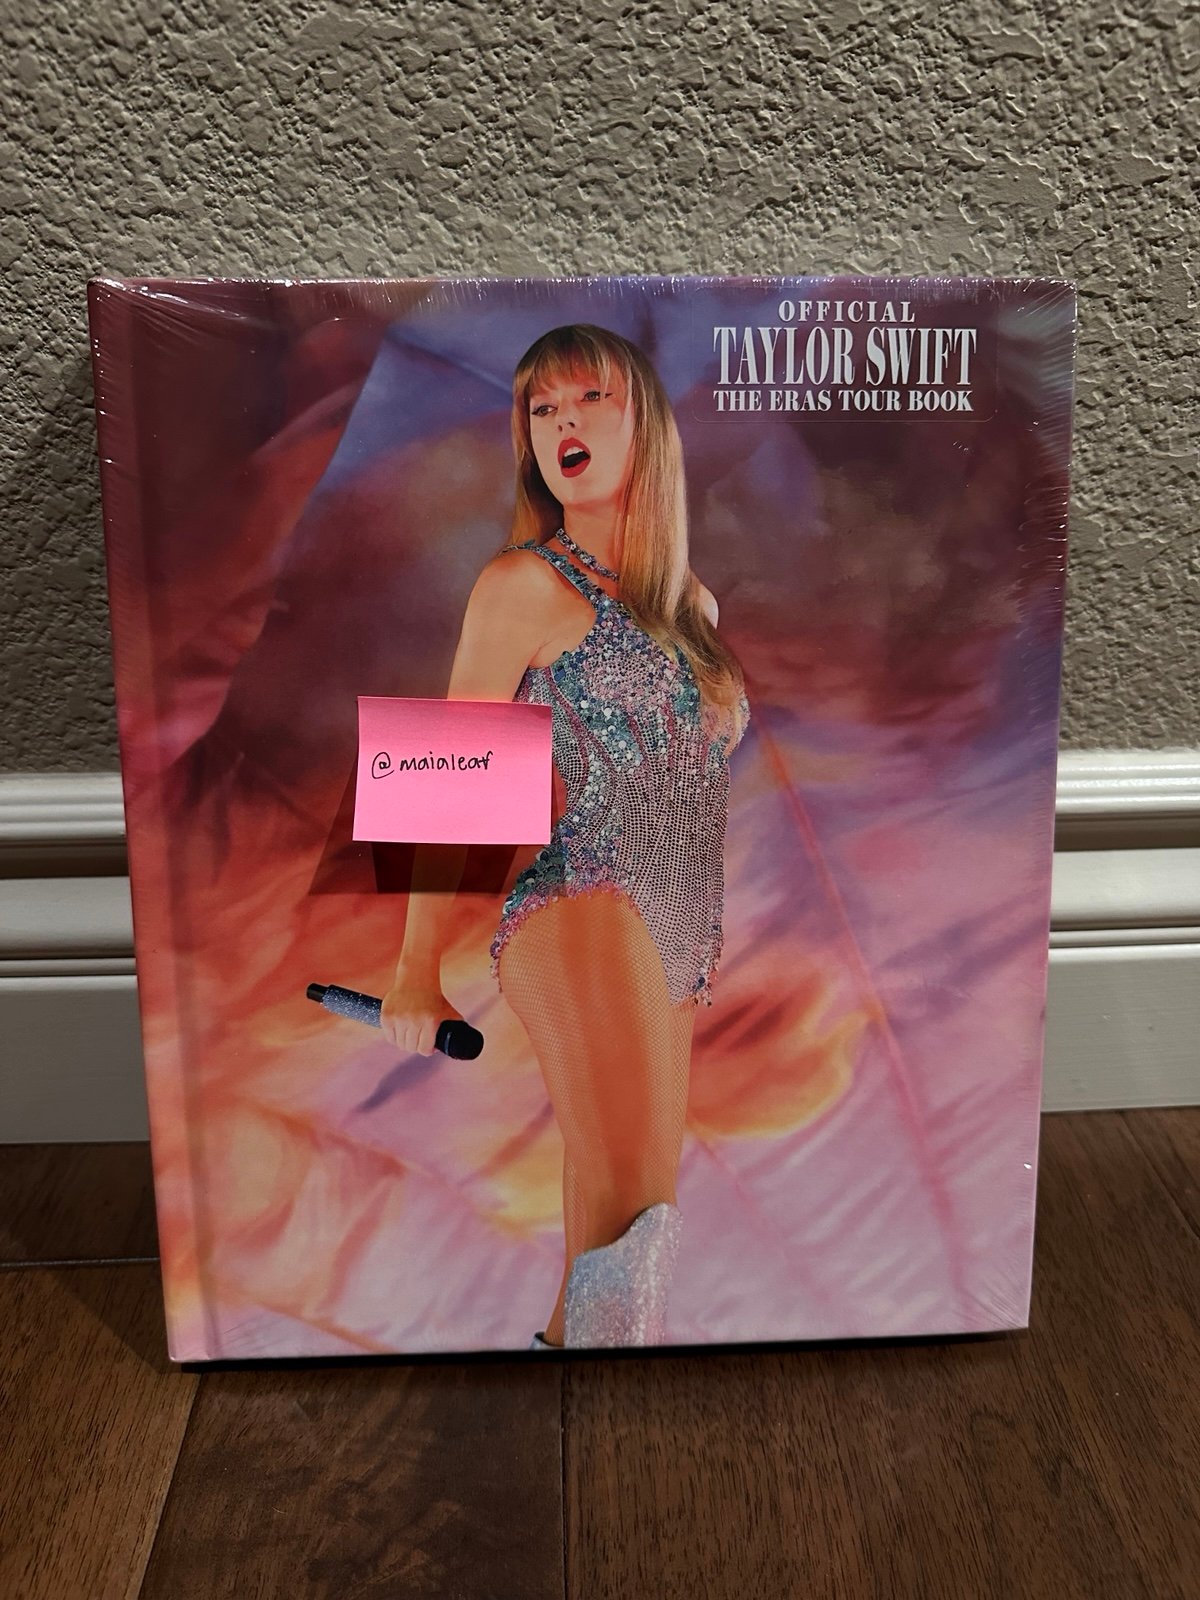 OFFICIAL
TAYLOR SWIFT
THE ERAS TOUR BOOK
@maialeaf